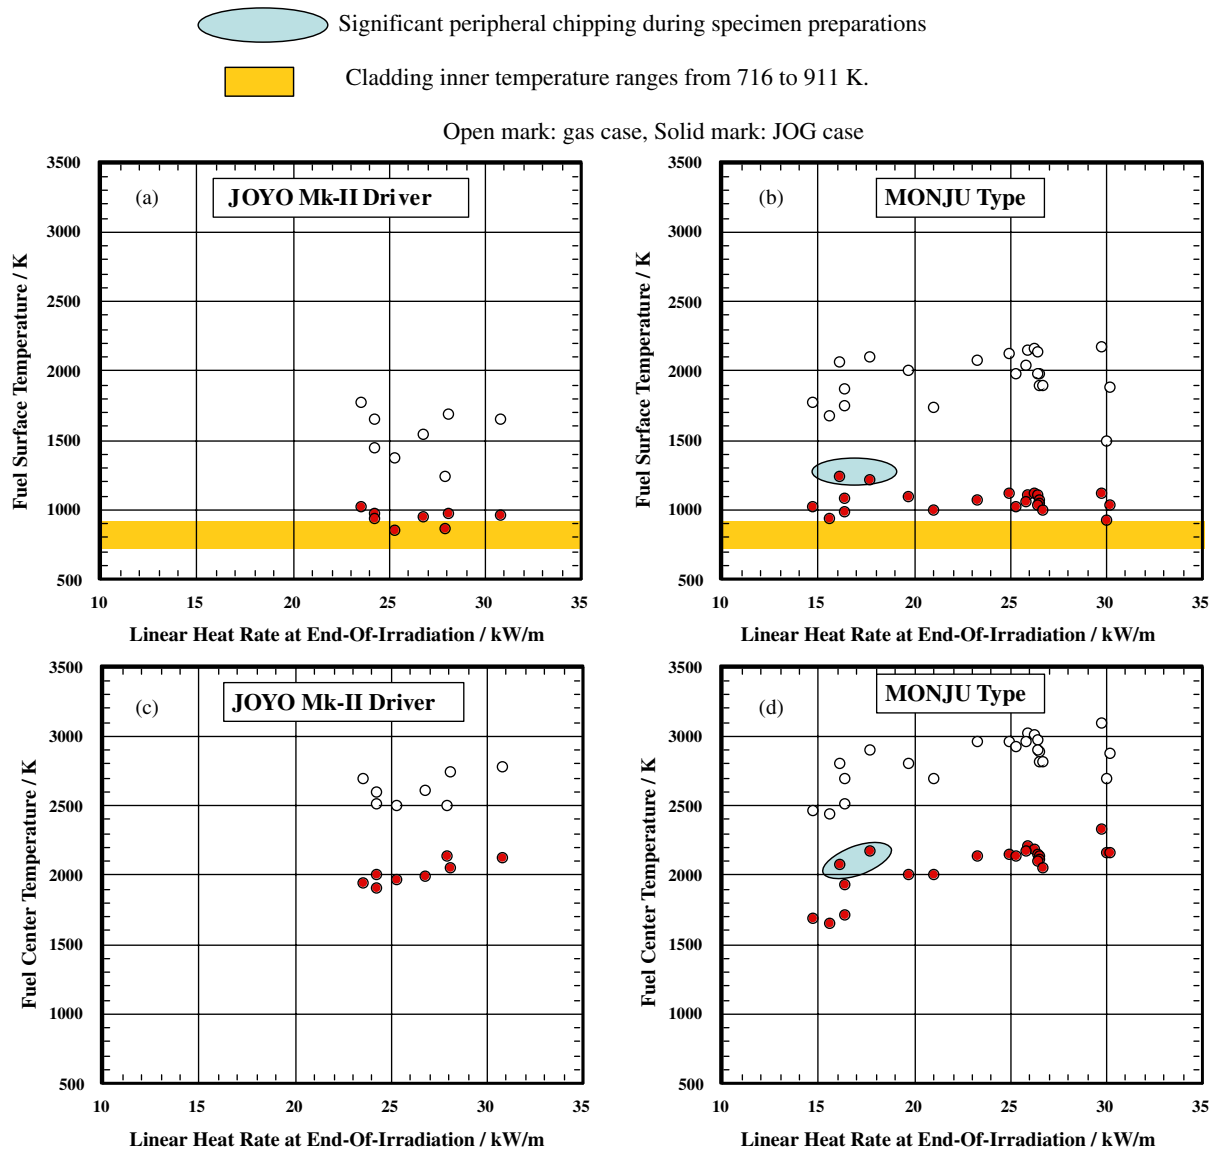 Significant peripheral chipping during specimen preparations
Cladding inner temperature ranges from 716 to 911 K.
Open mark: gas case, Solid mark: JOG case
(a)
JOYO Mk-II Driver
Fuel Surface Temperature / K
3500
3000
2500
2000
1500
1000
500
10
15
20
25
30
35
Linear Heat Rate at End-Of-Irradiation / kW/m
(b)
MONJU Type
Fuel Surface Temperature / K
3500
3000
2500
2000
1500
1000
500
10
15
20
25
30
35
Linear Heat Rate at End-Of-Irradiation / kW/m
(c)
JOYO Mk-II Driver
Fuel Center Temperature / K
3500
3000
2500
2000
1500
1000
500
10
15
20
25
30
35
Linear Heat Rate at End-Of-Irradiation / kW/m
(d)
MONJU Type
Fuel Center Temperature / K
3500
3000
2500
2000
1500
1000
500
10
15
20
25
30
35
Linear Heat Rate at End-Of-Irradiation / kW/m